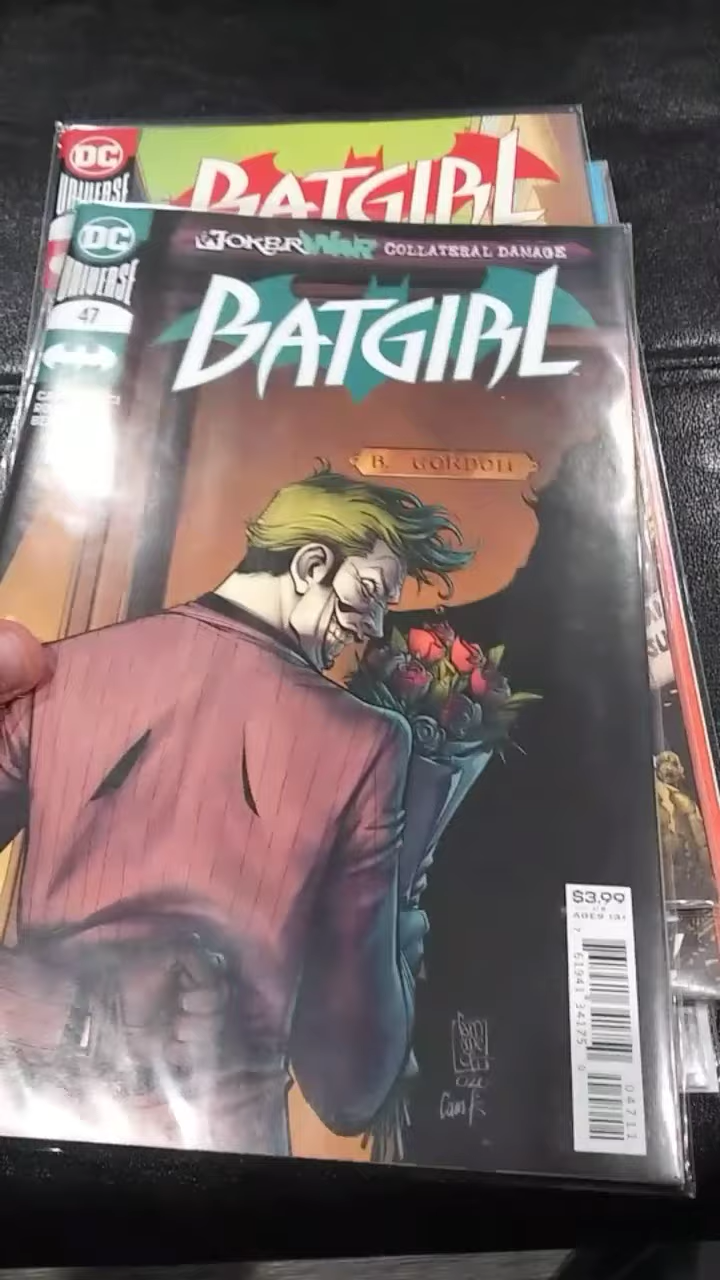 DC
UNIVERSE
BATGIRL
DC
UNIVERSE
47
JOKER WAR COLLATERAL DAMAGE
BATGIRL
B. GORDON
$3.99
US
AGES 13+
7 61941 34175 0
04711